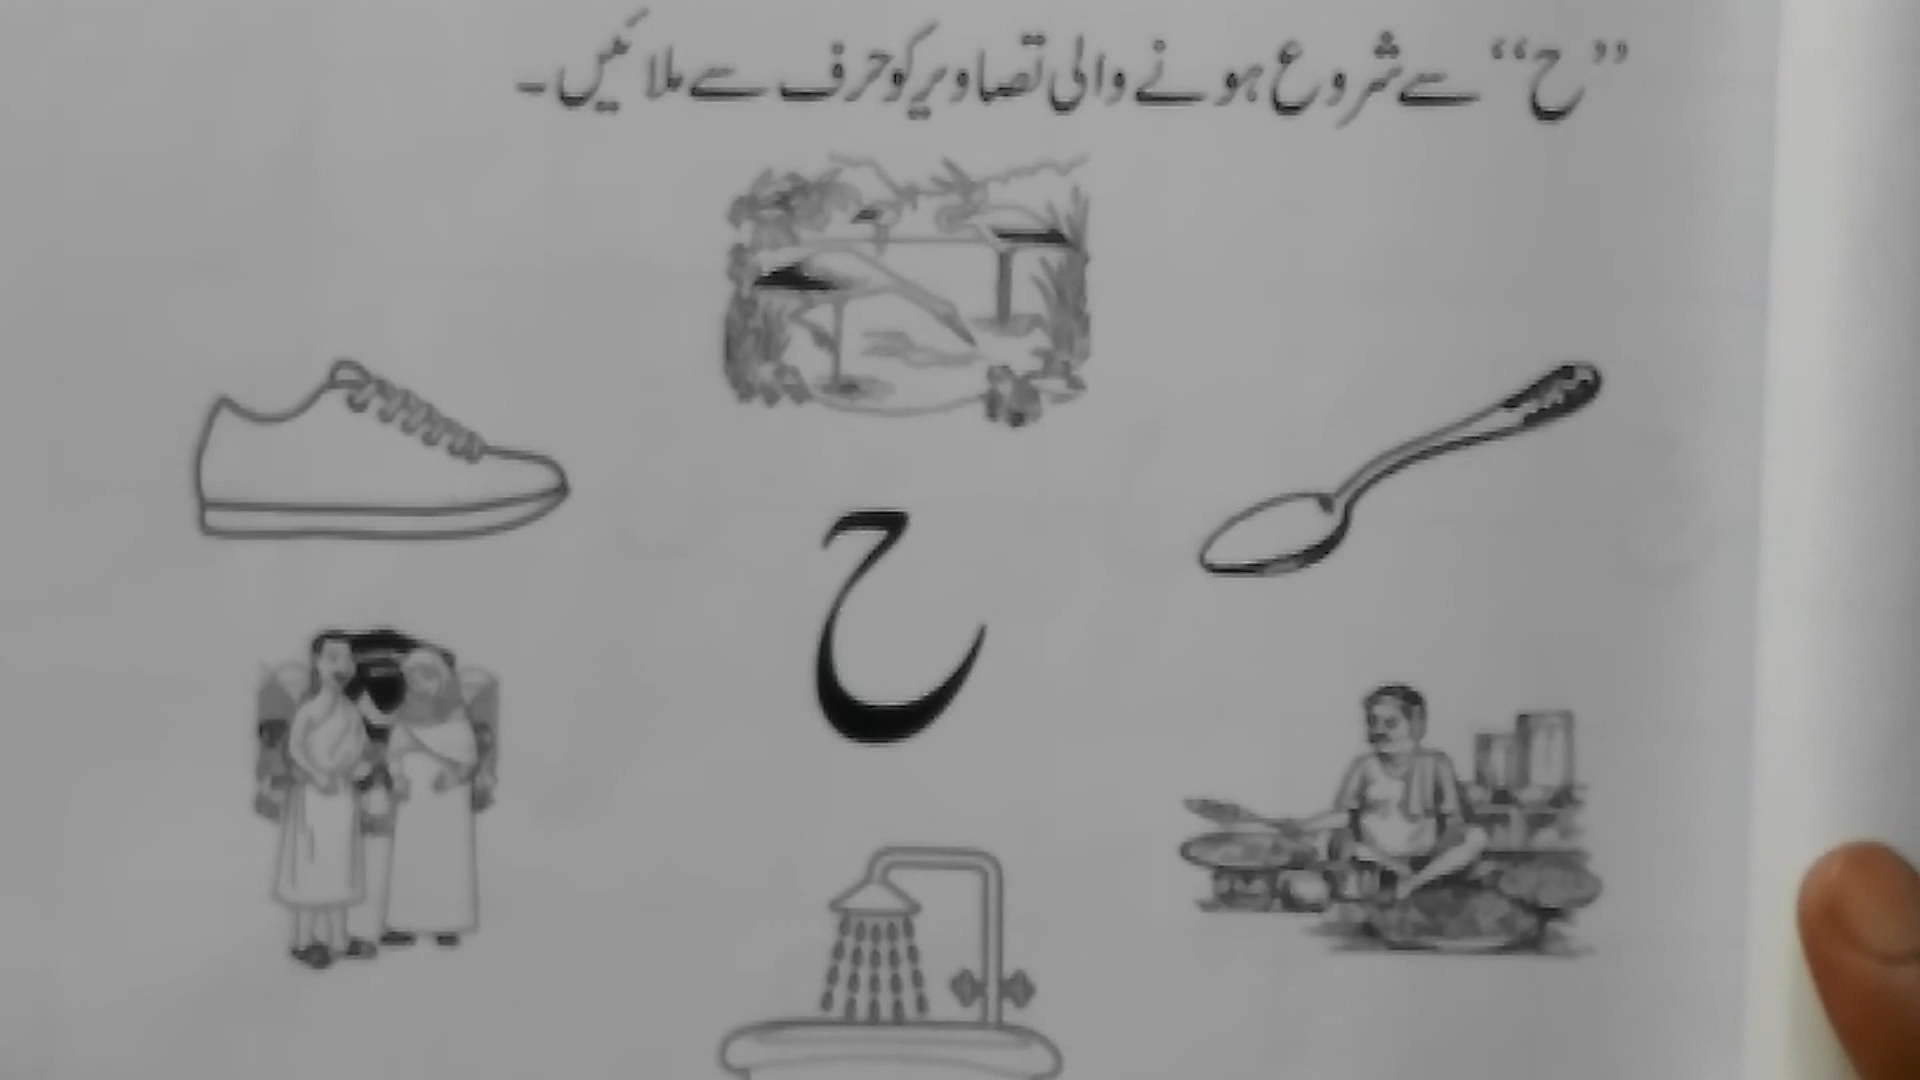 ”ح“ سے شروع ہونے والی تصاویر کو حرف سے ملائیں۔
ح